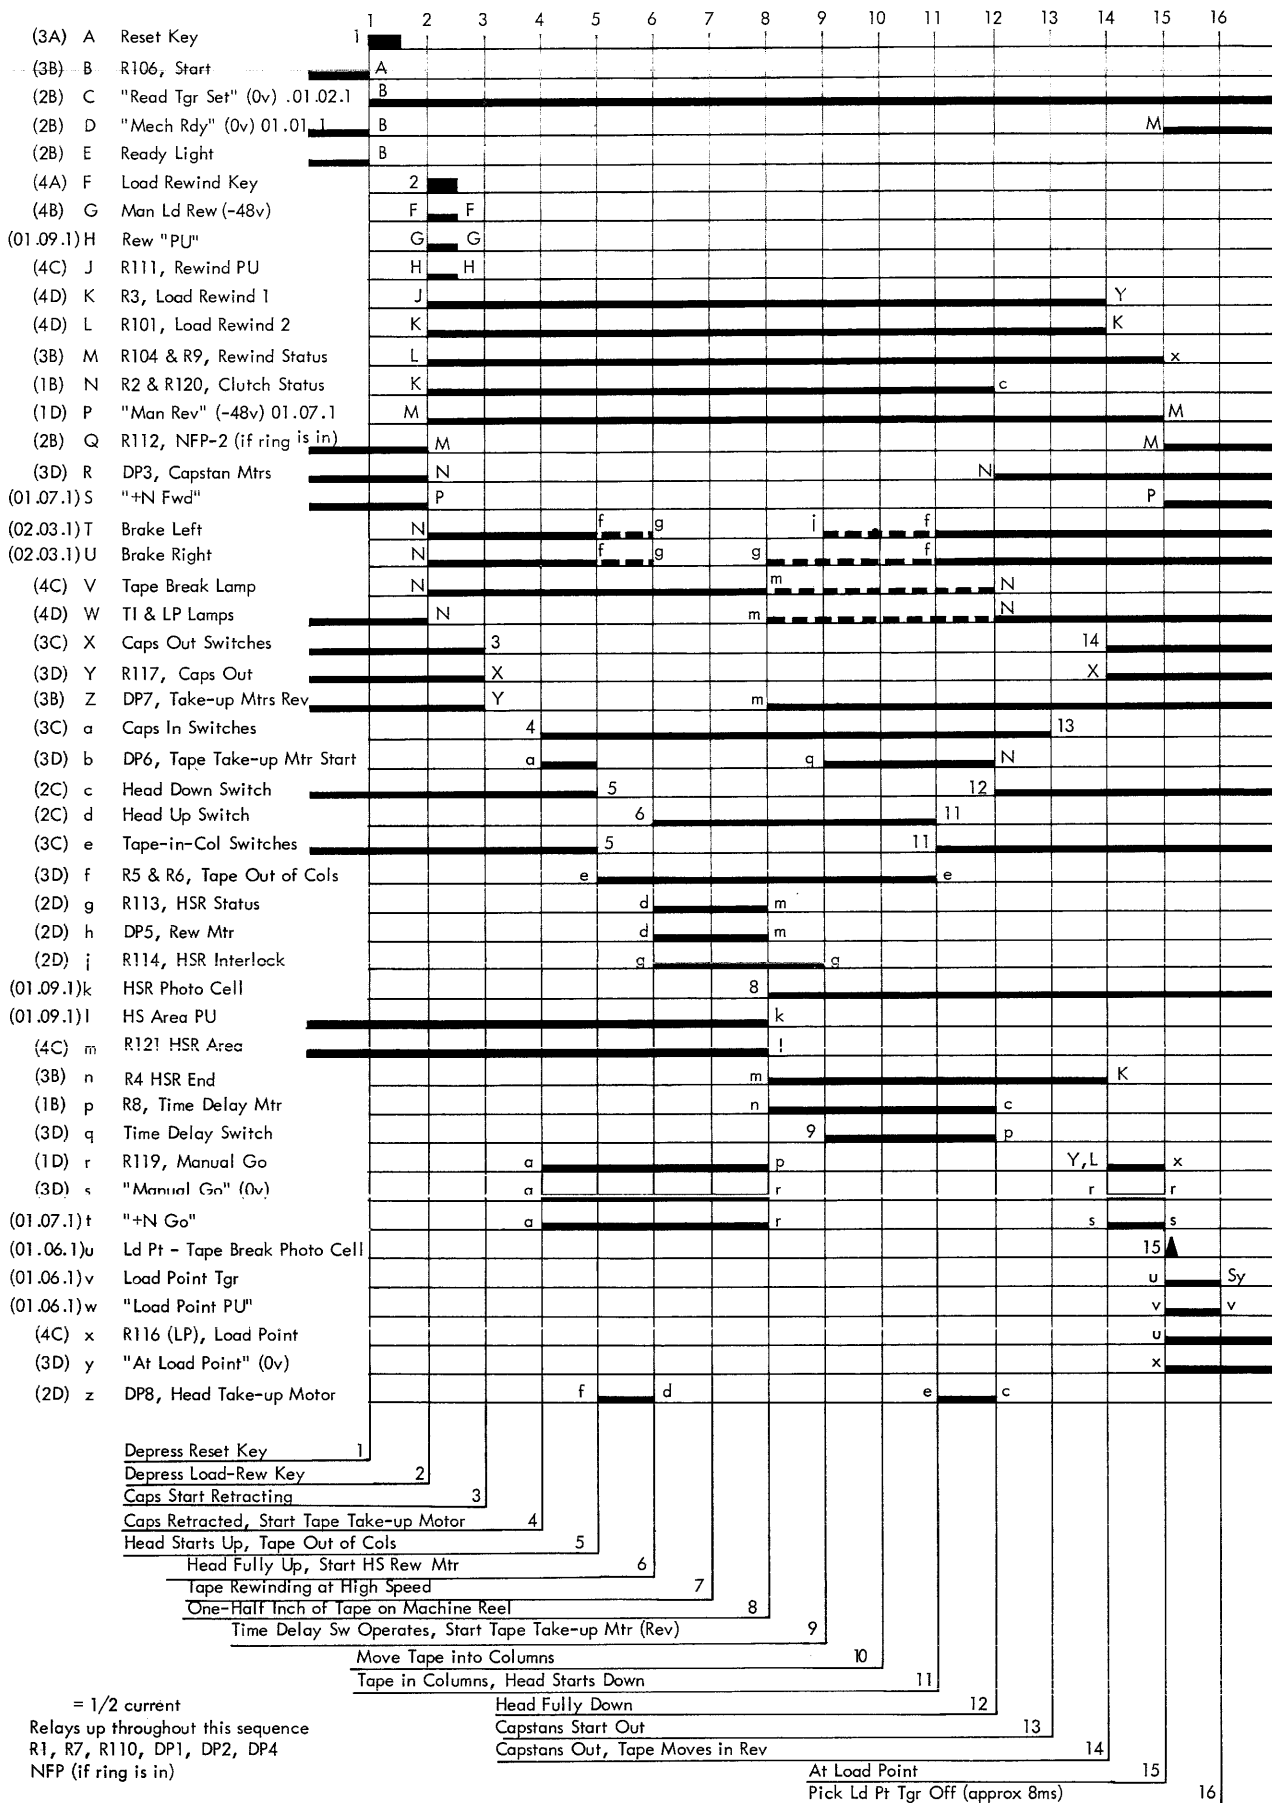 1 2 3 4 5 6 7 8 9 10 11 12 13 14 15 16
(3A) A Reset Key 1
(3B) B R106, Start A
(2B) C "Read Tgr Set" (0v) .01.02.1 B
(2B) D "Mech Rdy" (0v) 01.01.1 B M
(2B) E Ready Light B
(4A) F Load Rewind Key 2
(4B) G Man Ld Rew (-48v) F F
(01.09.1) H Rew "PU" G G
(4C) J R111, Rewind PU H H
(4D) K R3, Load Rewind 1 J Y
(4D) L R101, Load Rewind 2 K K
(3B) M R104 & R9, Rewind Status L x
(1B) N R2 & R120, Clutch Status K c
(1D) P "Man Rev" (-48v) 01.07.1 M M
(2B) Q R112, NFP-2 (if ring is in) M M
(3D) R DP3, Capstan Mtrs N N
(01.07.1) S "+N Fwd" P P
(02.03.1) T Brake Left N f g j f
(02.03.1) U Brake Right N f g g f
(4C) V Tape Break Lamp N m N
(4D) W TI & LP Lamps N m N
(3C) X Caps Out Switches 3 14
(3D) Y R117, Caps Out X X
(3B) Z DP7, Take-up Mtrs Rev Y m
(3C) a Caps In Switches 4 13
(3D) b DP6, Tape Take-up Mtr Start a q N
(2C) c Head Down Switch 5 12
(2C) d Head Up Switch 6 11
(3C) e Tape-in-Col Switches 5 11
(3D) f R5 & R6, Tape Out of Cols e e
(2D) g R113, HSR Status d m
(2D) h DP5, Rew Mtr d m
(2D) j R114, HSR Interlock g g
(01.09.1) k HSR Photo Cell 8
(01.09.1) l HS Area PU k
(4C) m R121 HSR Area l
(3B) n R4 HSR End m K
(1B) p R8, Time Delay Mtr n c
(3D) q Time Delay Switch 9 p
(1D) r R119, Manual Go a p Y,L x
(3D) s "Manual Go" (0v) a r r r
(01.07.1) t "+N Go" a r s s
(01.06.1) u Ld Pt - Tape Break Photo Cell 15
(01.06.1) v Load Point Tgr u Sy
(01.06.1) w "Load Point PU" v v
(4C) x R116 (LP), Load Point u
(3D) y "At Load Point" (0v) x
(2D) z DP8, Head Take-up Motor f d e c
Depress Reset Key 1
Depress Load-Rew Key 2
Caps Start Retracting 3
Caps Retracted, Start Tape Take-up Motor 4
Head Starts Up, Tape Out of Cols 5
Head Fully Up, Start HS Rew Mtr 6
Tape Rewinding at High Speed 7
One-Half Inch of Tape on Machine Reel 8
Time Delay Sw Operates, Start Tape Take-up Mtr (Rev) 9
Move Tape into Columns 10
Tape in Columns, Head Starts Down 11
Head Fully Down 12
Capstans Start Out 13
Capstans Out, Tape Moves in Rev 14
At Load Point 15
Pick Ld Pt Tgr Off (approx 8ms) 16
= 1/2 current
Relays up throughout this sequence
R1, R7, R110, DP1, DP2, DP4
NFP (if ring is in)